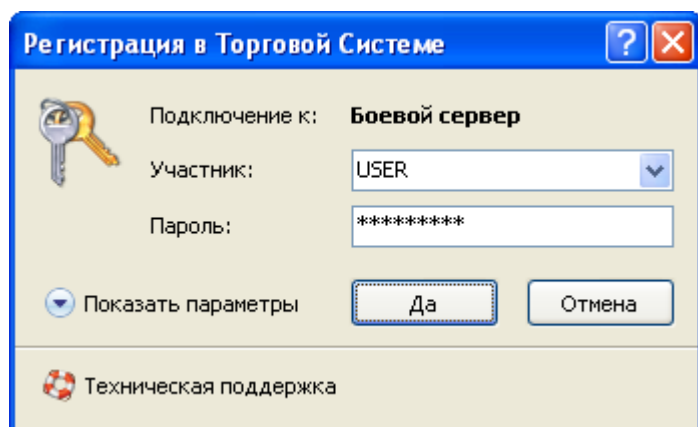 Регистрация в Торговой Системе
Подключение к: Боевой сервер
Участник: USER
Пароль: *********
Показать параметры Да Отмена
Техническая поддержка